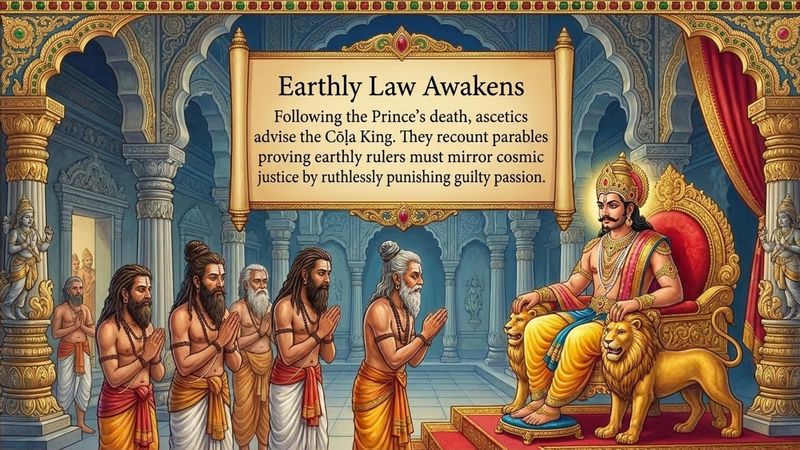 Earthly Law Awakens
Following the Prince’s death, ascetics
advise the Cōḷa King. They recount parables
proving earthly rulers must mirror cosmic
justice by ruthlessly punishing guilty passion.